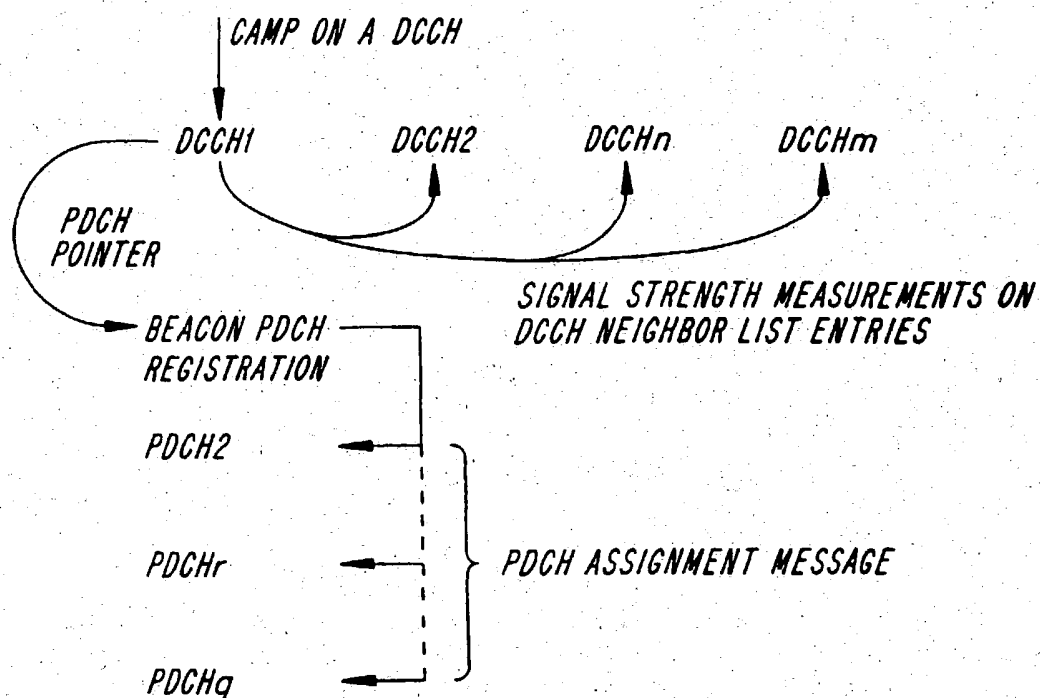 CAMP ON A DCCH
DCCH1 DCCH2 DCCHn DCCHm
PDCH
POINTER
SIGNAL STRENGTH MEASUREMENTS ON
DCCH NEIGHBOR LIST ENTRIES
BEACON PDCH
REGISTRATION
PDCH2
PDCHr
PDCH ASSIGNMENT MESSAGE
PDCHq